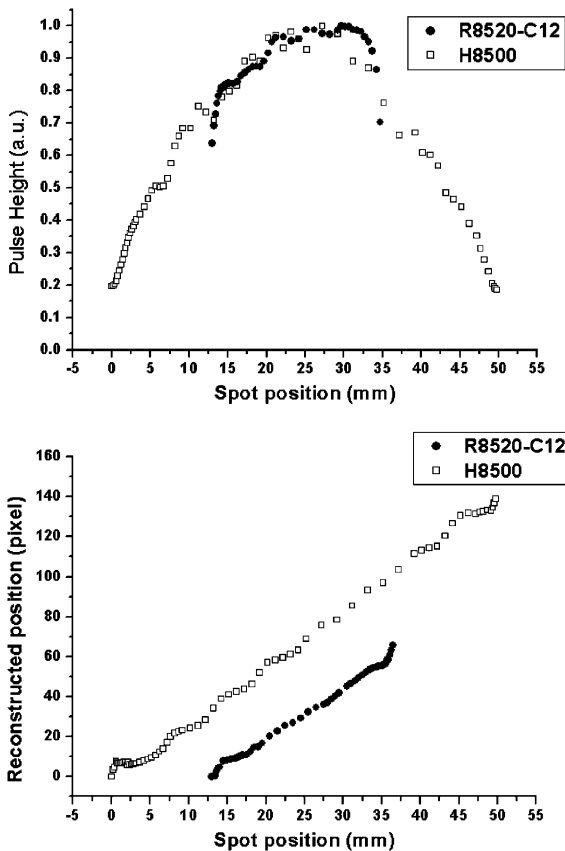 R8520-C12
H8500
1.0
0.9
0.8
0.7
0.6
0.5
0.4
0.3
0.2
0.1
0.0
Pulse Height (a.u.)
-5 0 5 10 15 20 25 30 35 40 45 50 55
Spot position (mm)
R8520-C12
H8500
160
140
120
100
80
60
40
20
0
Reconstructed position (pixel)
-5 0 5 10 15 20 25 30 35 40 45 50 55
Spot position (mm)